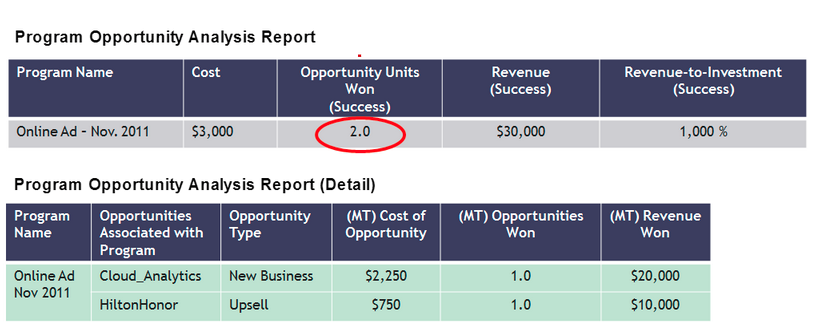 Program Opportunity Analysis Report
Program Name Cost Opportunity Units Won (Success) Revenue (Success) Revenue-to-Investment (Success)
Online Ad – Nov. 2011 $3,000 2.0 $30,000 1,000 %
Program Opportunity Analysis Report (Detail)
Program Name Opportunities Associated with Program Opportunity Type (MT) Cost of Opportunity (MT) Opportunities Won (MT) Revenue Won
Online Ad Nov 2011 Cloud_Analytics New Business $2,250 1.0 $20,000
HiltonHonor Upsell $750 1.0 $10,000